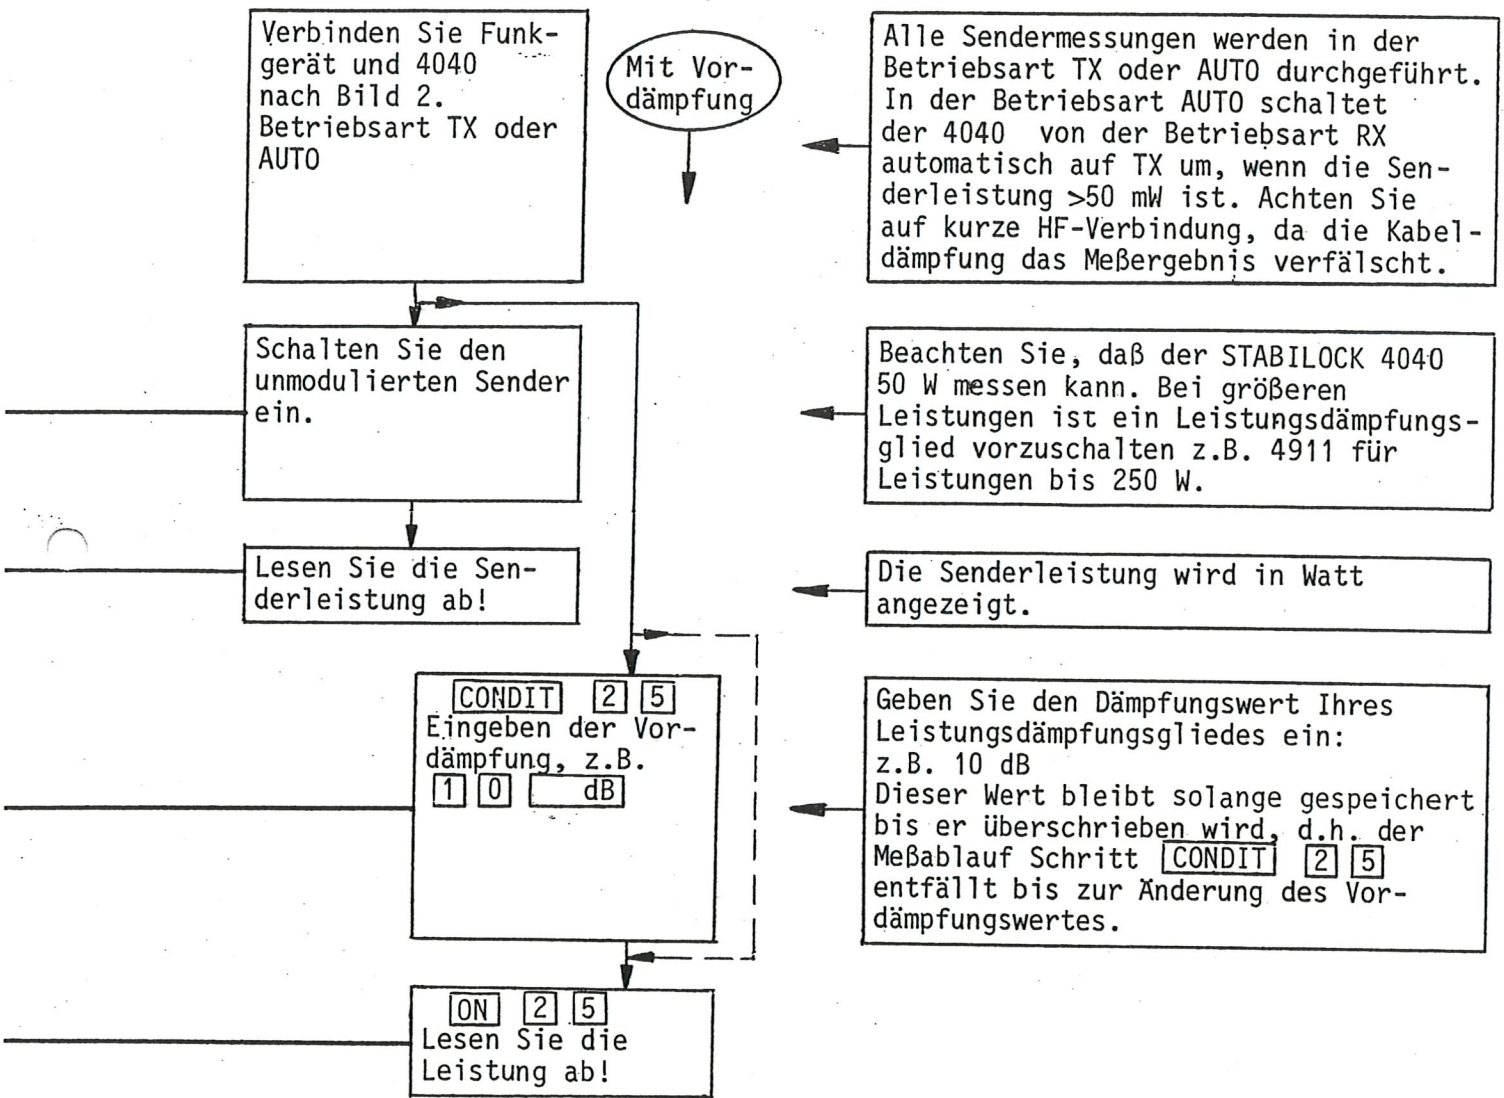 Verbinden Sie Funk-
gerät und 4040
nach Bild 2.
Betriebsart TX oder
AUTO
Mit Vor-
dämpfung
Alle Sendermessungen werden in der
Betriebsart TX oder AUTO durchgeführt.
In der Betriebsart AUTO schaltet
der 4040 von der Betriebsart RX
automatisch auf TX um, wenn die Sen-
derleistung >50 mW ist. Achten Sie
auf kurze HF-Verbindung, da die Kabel-
dämpfung das Meßergebnis verfälscht.
Schalten Sie den
unmodulierten Sender
ein.
Beachten Sie, daß der STABILOCK 4040
50 W messen kann. Bei größeren
Leistungen ist ein Leistungsdämpfungs-
glied vorzuschalten z.B. 4911 für
Leistungen bis 250 W.
Lesen Sie die Sen-
derleistung ab!
Die Senderleistung wird in Watt
angezeigt.
CONDIT 2 5
Eingeben der Vor-
dämpfung, z.B.
1 0 dB
Geben Sie den Dämpfungswert Ihres
Leistungsdämpfungsgliedes ein:
z.B. 10 dB
Dieser Wert bleibt solange gespeichert
bis er überschrieben wird, d.h. der
Meßablauf Schritt CONDIT 2 5
entfällt bis zur Änderung des Vor-
dämpfungswertes.
ON 2 5
Lesen Sie die
Leistung ab!